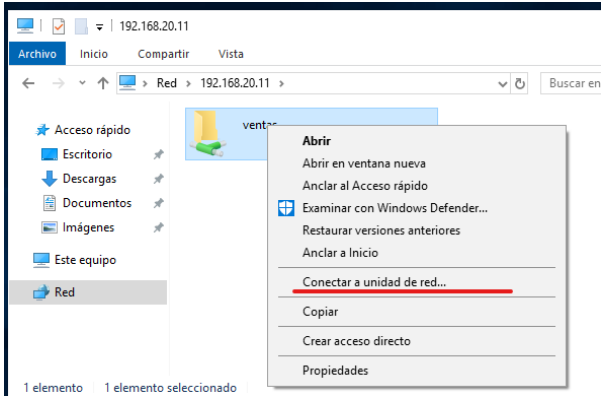 192.168.20.11
Archivo Inicio Compartir Vista
Red > 192.168.20.11 >
Buscar en
Acceso rápido
Escritorio
Descargas
Documentos
Imágenes
Este equipo
Red
ventas
Abrir
Abrir en ventana nueva
Anclar al Acceso rápido
Examinar con Windows Defender...
Restaurar versiones anteriores
Anclar a Inicio
Conectar a unidad de red...
Copiar
Crear acceso directo
Propiedades
1 elemento 1 elemento seleccionado